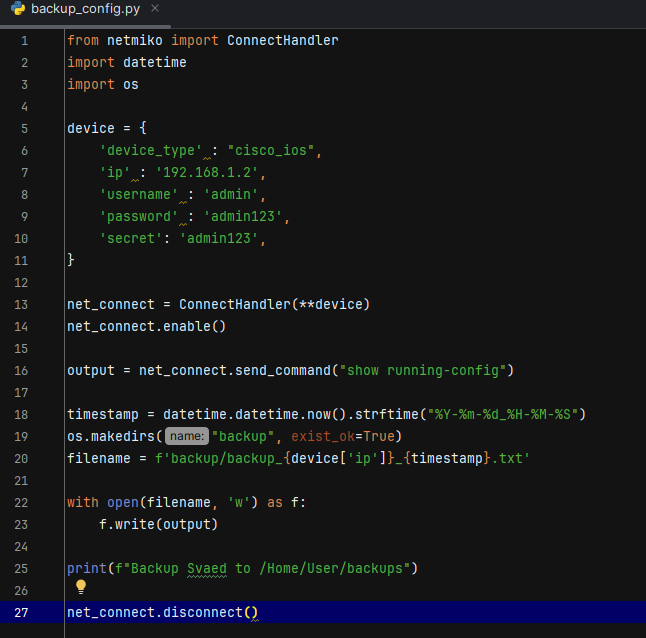 backup_config.py ×
1 from netmiko import ConnectHandler
2 import datetime
3 import os
4
5 device = {
6     'device_type' : "cisco_ios",
7     'ip' : '192.168.1.2',
8     'username' : 'admin',
9     'password' : 'admin123',
10     'secret': 'admin123',
11 }
12
13 net_connect = ConnectHandler(**device)
14 net_connect.enable()
15
16 output = net_connect.send_command("show running-config")
17
18 timestamp = datetime.datetime.now().strftime("%Y-%m-%d_%H-%M-%S")
19 os.makedirs( name: "backup", exist_ok=True)
20 filename = f'backup/backup_{device['ip']}_{timestamp}.txt'
21
22 with open(filename, 'w') as f:
23     f.write(output)
24
25 print(f"Backup Svaed to /Home/User/backups")
26
27 net_connect.disconnect()